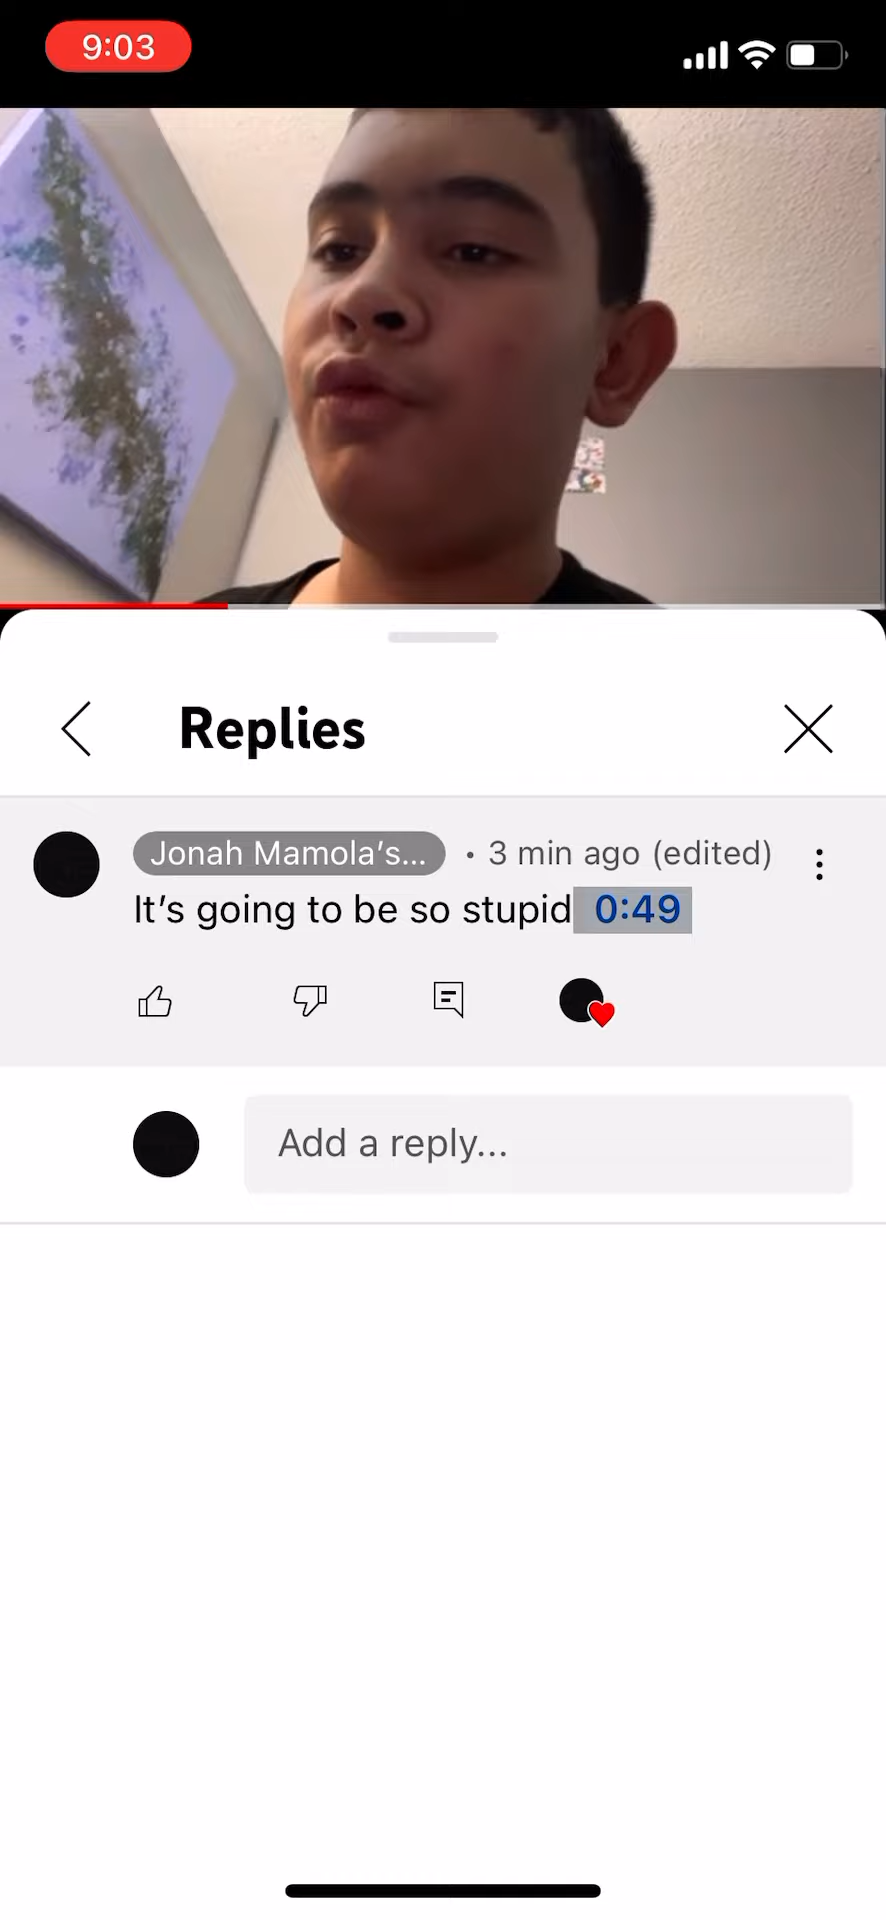 9:03
Replies
Jonah Mamola’s... • 3 min ago (edited)
It’s going to be so stupid 0:49
Add a reply...